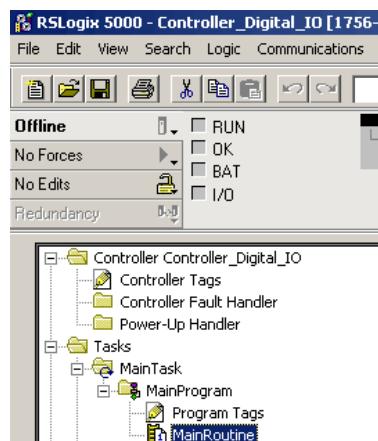 RSLogix 5000 - Controller_Digital_IO [1756-
File Edit View Search Logic Communications
Offline
RUN
No Forces
OK
BAT
No Edits
I/O
Redundancy
Controller Controller_Digital_IO
Controller Tags
Controller Fault Handler
Power-Up Handler
Tasks
MainTask
MainProgram
Program Tags
MainRoutine